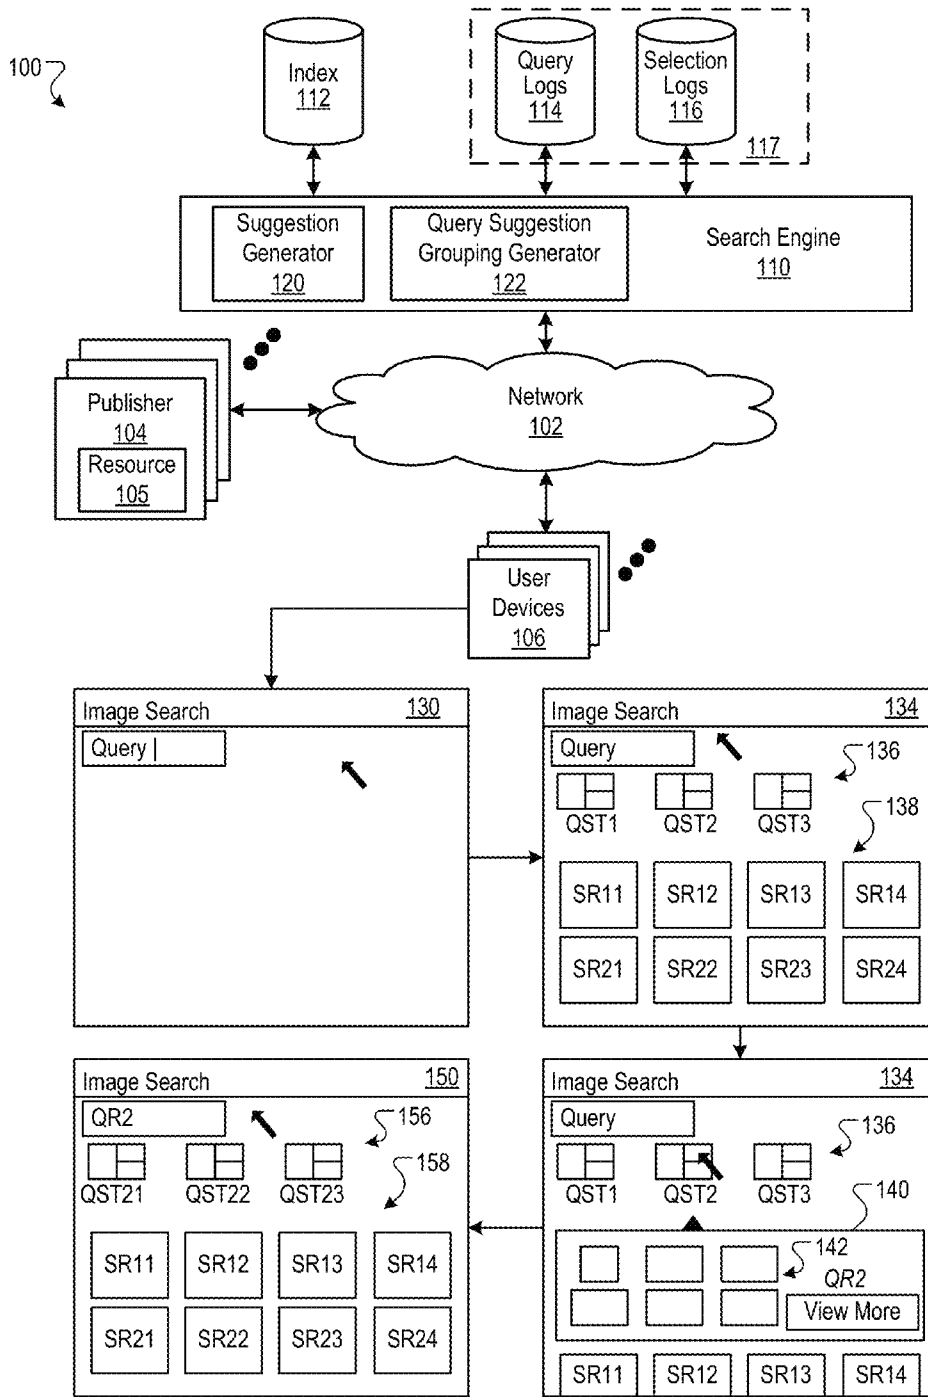 100
Index
112
Query
Logs
114
Selection
Logs
116
117
Suggestion
Generator
120
Query Suggestion
Grouping Generator
122
Search Engine
110
Publisher
104
Resource
105
Network
102
User
Devices
106
Image Search 130
Query |
Image Search 134
Query
136
QST1 QST2 QST3
138
SR11 SR12 SR13 SR14
SR21 SR22 SR23 SR24
Image Search 150
QR2
156
QST21 QST22 QST23
158
SR11 SR12 SR13 SR14
SR21 SR22 SR23 SR24
Image Search 134
Query
136
QST1 QST2 QST3
140
142
QR2
View More
SR11 SR12 SR13 SR14